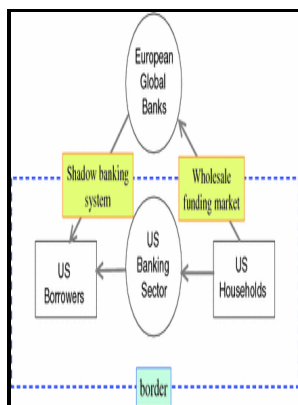 European
Global
Banks
Shadow banking
system
Wholesale
funding market
US
Borrowers
US
Banking
Sector
US
Households
border